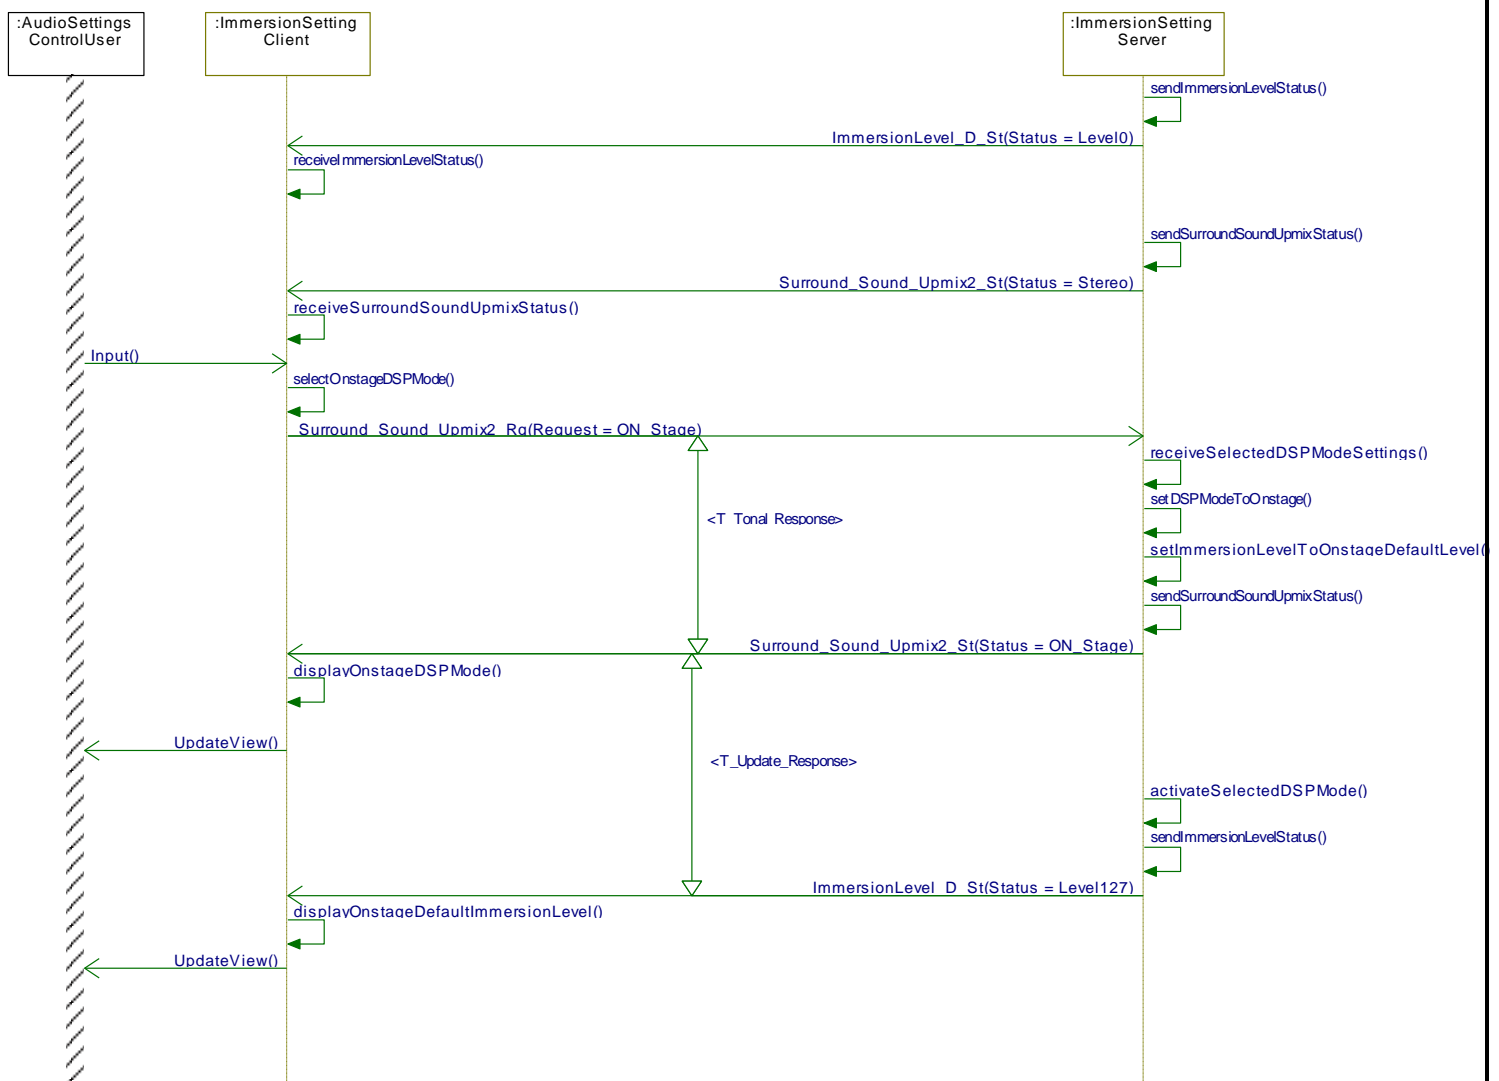 :AudioSettings
ControlUser
:ImmersionSetting
Client
:ImmersionSetting
Server
sendImmersionLevelStatus()
ImmersionLevel_D_St(Status = Level0)
receiveImmersionLevelStatus()
sendSurroundSoundUpmixStatus()
Surround_Sound_Upmix2_St(Status = Stereo)
receiveSurroundSoundUpmixStatus()
Input()
selectOnstageDSPMode()
Surround_Sound_Upmix2_Rq(Request = ON_Stage)
receiveSelectedDSPModeSettings()
setDSPModeToOnstage()
<T_Tonal_Response>
setImmersionLevelToOnstageDefaultLevel()
sendSurroundSoundUpmixStatus()
Surround_Sound_Upmix2_St(Status = ON_Stage)
displayOnstageDSPMode()
UpdateView()
<T_Update_Response>
activateSelectedDSPMode()
sendImmersionLevelStatus()
ImmersionLevel_D_St(Status = Level127)
displayOnstageDefaultImmersionLevel()
UpdateView()